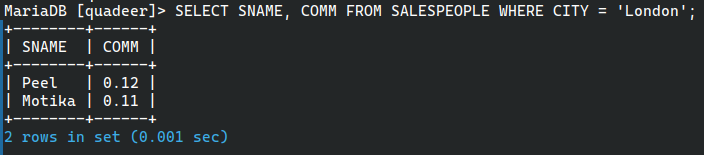 MariaDB [quadeer]> SELECT SNAME, COMM FROM SALESPEOPLE WHERE CITY = 'London';
+--------+------+
| SNAME  | COMM |
+--------+------+
| Peel   | 0.12 |
| Motika | 0.11 |
+--------+------+
2 rows in set (0.001 sec)